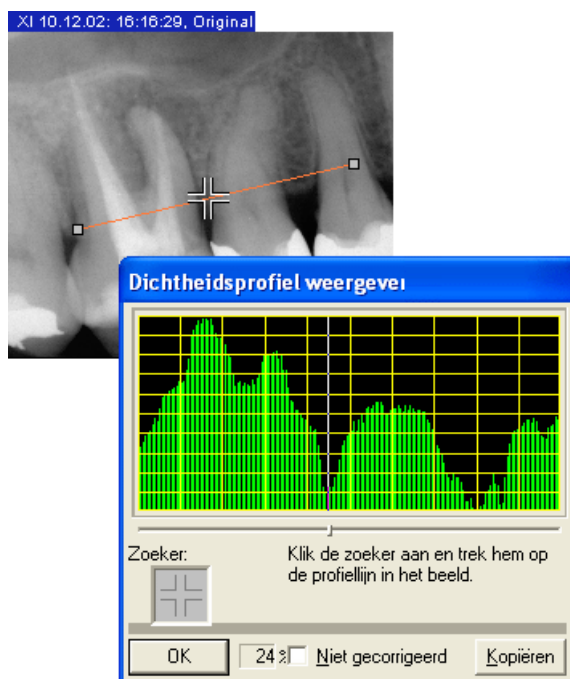 XI 10.12.02: 16:16:29, Original
Dichtheidsprofiel weergever
Zoeker:
Klik de zoeker aan en trek hem op
de profiellijn in het beeld.
OK
24 %
Niet gecorrigeerd
Kopiëren